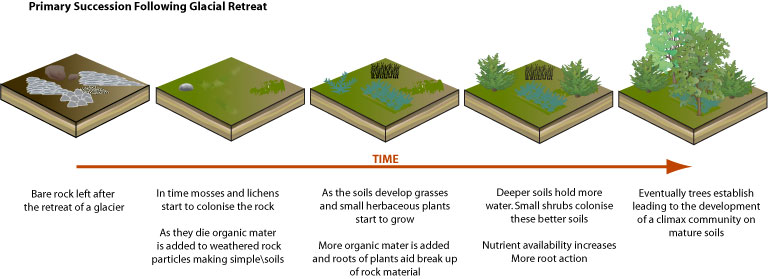 Primary Succession Following Glacial Retreat
TIME
Bare rock left after
the retreat of a glacier
In time mosses and lichens
start to colonise the rock
As they die organic mater
is added to weathered rock
particles making simple\soils
As the soils develop grasses
and small herbaceous plants
start to grow
More organic mater is added
and roots of plants aid break up
of rock material
Deeper soils hold more
water. Small shrubs colonise
these better soils
Nutrient availability increases
More root action
Eventually trees establish
leading to the development
of a climax community on
mature soils